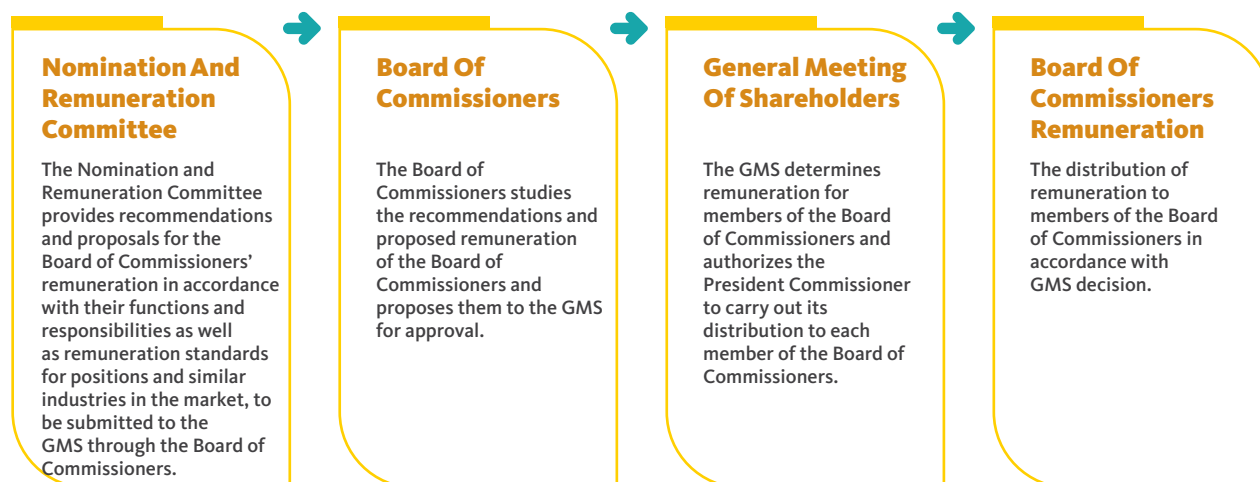 Nomination And
Remuneration
Committee
The Nomination and
Remuneration Committee
provides recommendations
and proposals for the
Board of Commissioners’
remuneration in accordance
with their functions and
responsibilities as well
as remuneration standards
for positions and similar
industries in the market, to
be submitted to the
GMS through the Board of
Commissioners.
Board Of
Commissioners
The Board of
Commissioners studies
the recommendations and
proposed remuneration
of the Board of
Commissioners and
proposes them to the GMS
for approval.
General Meeting
Of Shareholders
The GMS determines
remuneration for
members of the Board
of Commissioners and
authorizes the
President Commissioner
to carry out its
distribution to each
member of the Board of
Commissioners.
Board Of
Commissioners
Remuneration
The distribution of
remuneration to
members of the Board
of Commissioners in
accordance with
GMS decision.